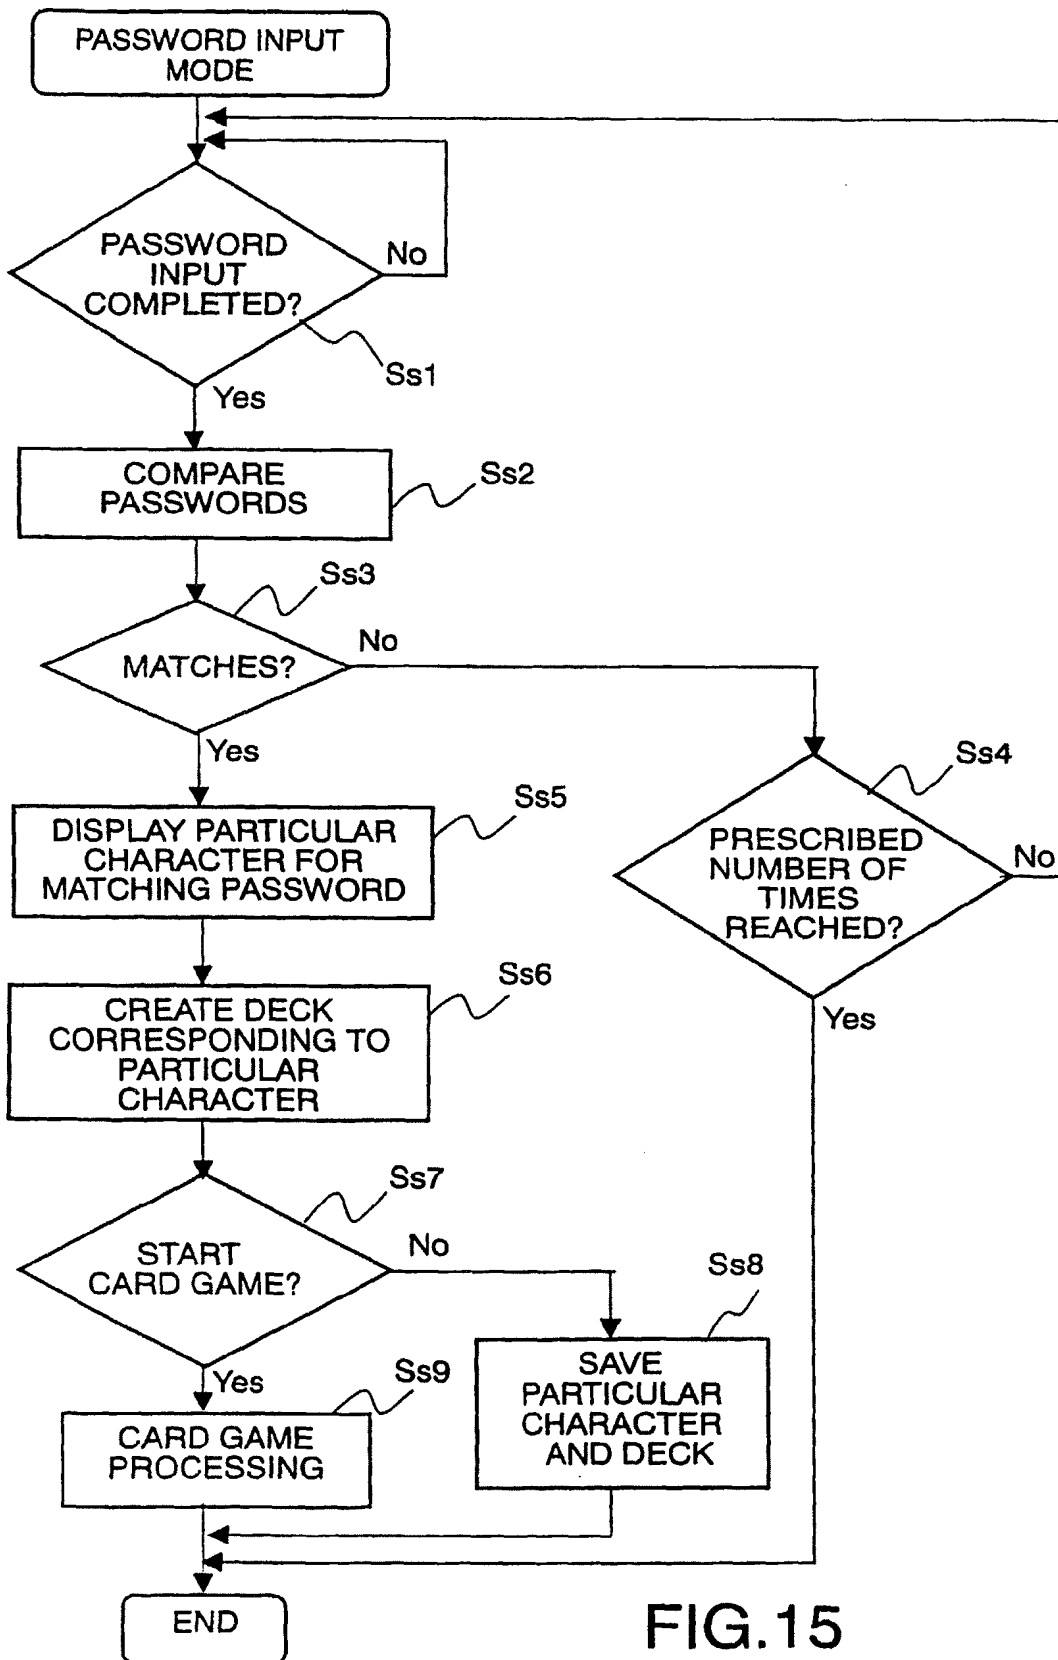 PASSWORD INPUT
MODE
PASSWORD
INPUT
COMPLETED?
No
Ss1
Yes
COMPARE
PASSWORDS
Ss2
Ss3
MATCHES?
No
Yes
Ss4
PRESCRIBED
NUMBER OF
TIMES
REACHED?
No
Yes
Ss5
DISPLAY PARTICULAR
CHARACTER FOR
MATCHING PASSWORD
Ss6
CREATE DECK
CORRESPONDING TO
PARTICULAR
CHARACTER
Ss7
START
CARD GAME?
No
Yes
Ss8
SAVE
PARTICULAR
CHARACTER
AND DECK
Ss9
CARD GAME
PROCESSING
END
FIG.15